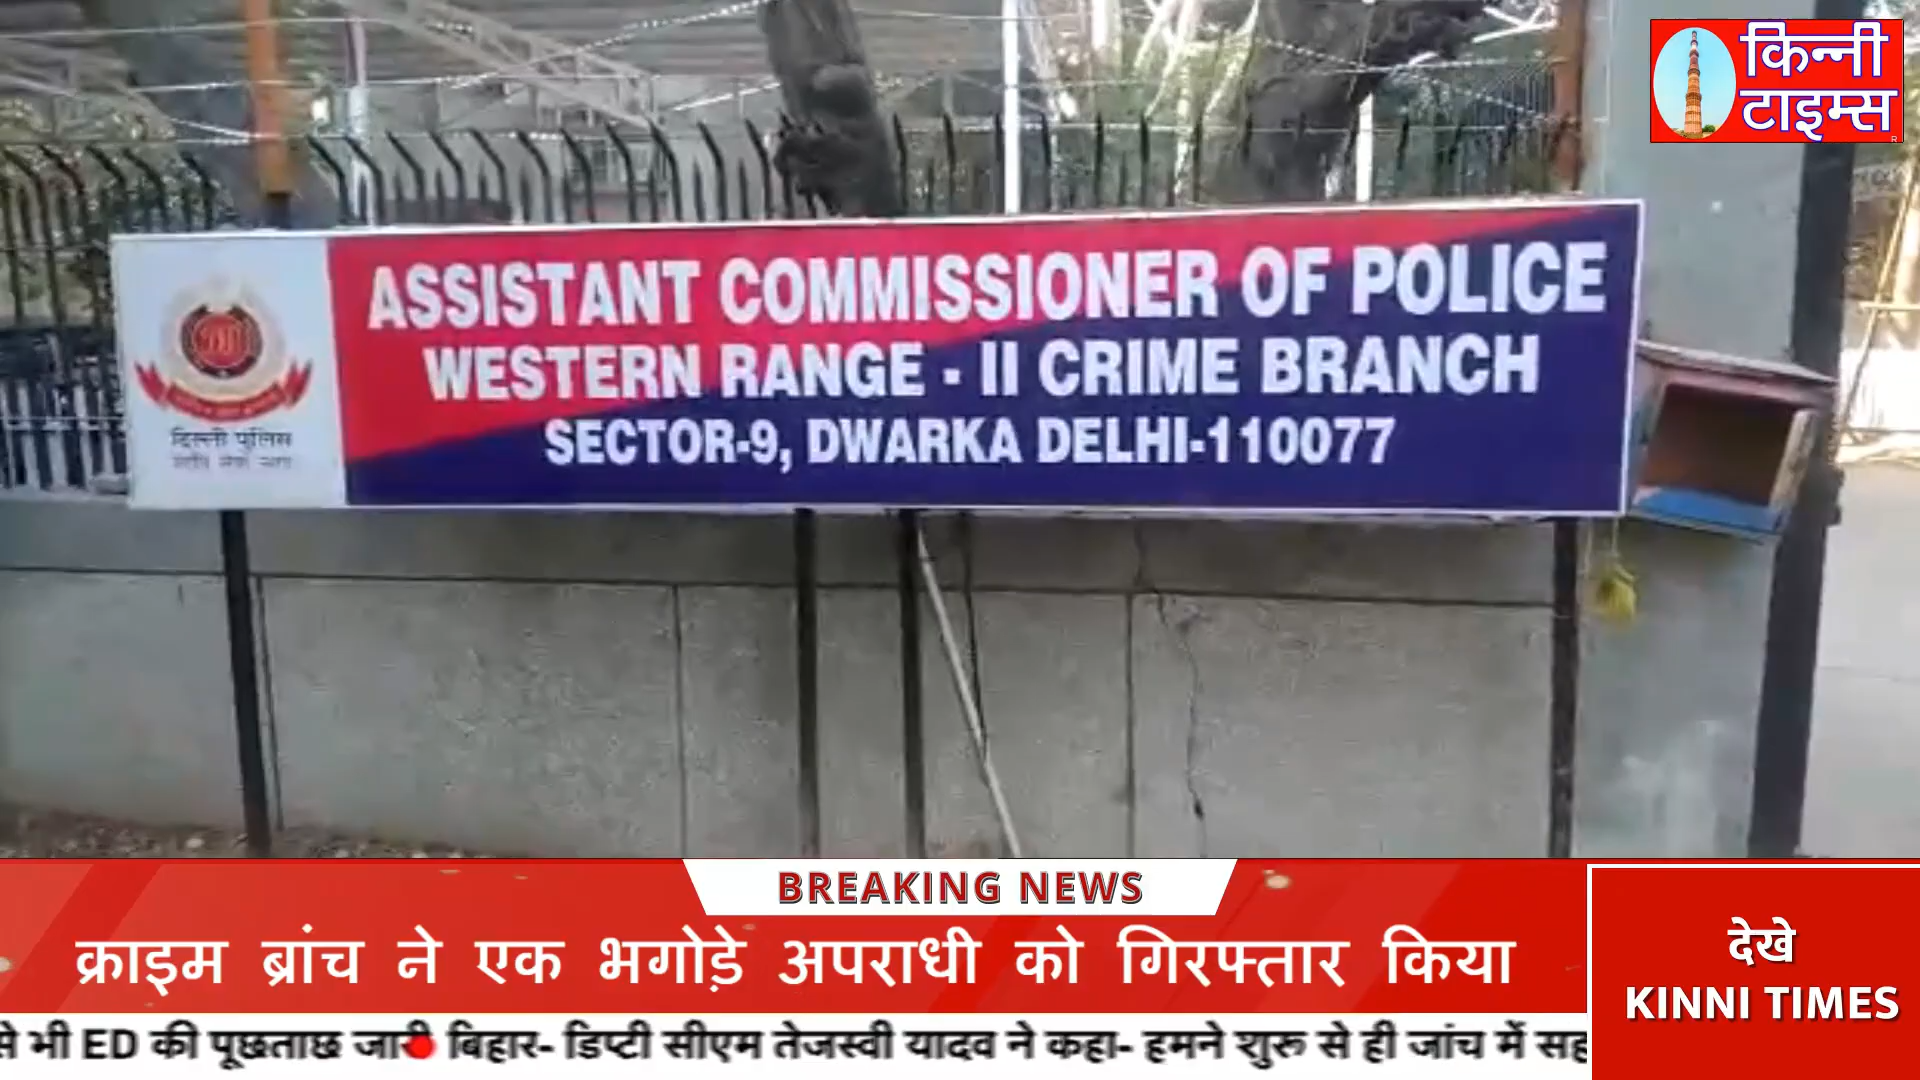 किन्नी
टाइम्स
ASSISTANT COMMISSIONER OF POLICE
WESTERN RANGE - II CRIME BRANCH
SECTOR-9, DWARKA DELHI-110077
दिल्ली पुलिस
BREAKING NEWS
क्राइम ब्रांच ने एक भगोड़े अपराधी को गिरफ्तार किया
देखे
KINNI TIMES
से भी ED की पूछताछ जारी बिहार- डिप्टी सीएम तेजस्वी यादव ने कहा- हमने शुरू से ही जांच में